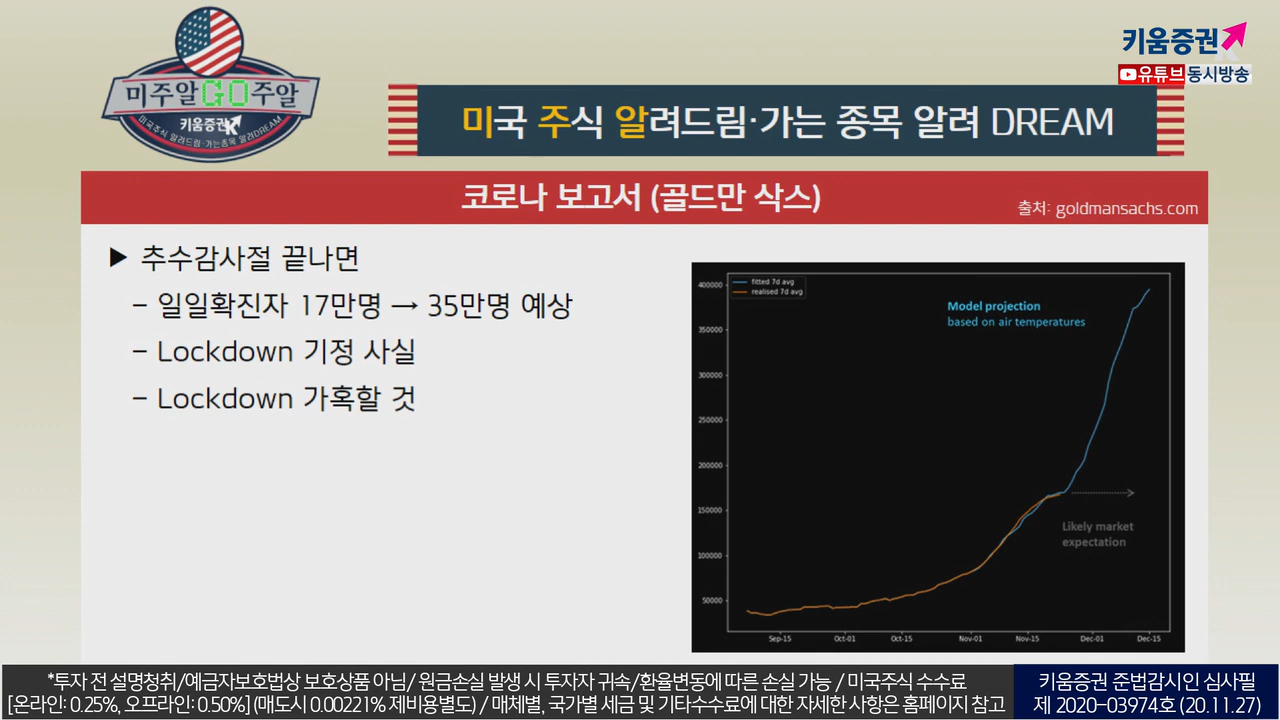 미주알GO주알
키움증권
미국주식 알려드림·가는종목 알려DREAM
미국 주식 알려드림·가는 종목 알려 DREAM
키움증권
유튜브동시방송
코로나 보고서 (골드만 삭스)
출처: goldmansachs.com
▶ 추수감사절 끝나면
– 일일확진자 17만명 → 35만명 예상
– Lockdown 기정 사실
– Lockdown 가혹할 것
fitted 7d avg
realised 7d avg
Model projection
based on air temperatures
Likely market
expectation
400000
350000
300000
250000
200000
150000
100000
50000
Sep-15 Oct-01 Oct-15 Nov-01 Nov-15 Dec-01 Dec-15
*투자 전 설명청취/예금자보호법상 보호상품 아님/ 원금손실 발생 시 투자자 귀속/환율변동에 따른 손실 가능 / 미국주식 수수료
[온라인: 0.25%, 오프라인: 0.50%] (매도시 0.00221% 제비용별도) / 매체별, 국가별 세금 및 기타수수료에 대한 자세한 사항은 홈페이지 참고
키움증권 준법감시인 심사필
제 2020-03974호 (20.11.27)